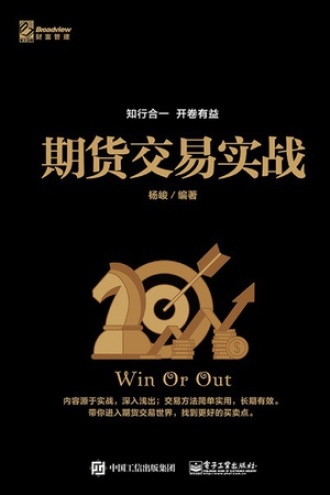 Broadview
财富管理
知行合一 开卷有益
期货交易实战
杨峻/编著
Win Or Out
内容源于实战，深入浅出；交易方法简单实用，长期有效。
带你进入期货交易世界，找到更好的买卖点。
中国工信出版集团 电子工业出版社